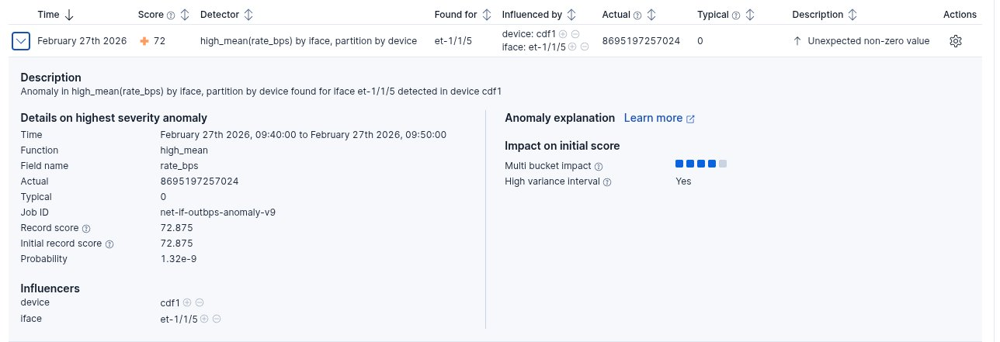 Time Score Detector Found for Influenced by Actual Typical Description Actions
February 27th 2026 72 high_mean(rate_bps) by iface, partition by device et-1/1/5 device: cdf1 8695197257024 0 ↑ Unexpected non-zero value
iface: et-1/1/5
Description
Anomaly in high_mean(rate_bps) by iface, partition by device found for iface et-1/1/5 detected in device cdf1
Details on highest severity anomaly
Time February 27th 2026, 09:40:00 to February 27th 2026, 09:50:00
Function high_mean
Field name rate_bps
Actual 8695197257024
Typical 0
Job ID net-if-outbps-anomaly-v9
Record score 72.875
Initial record score 72.875
Probability 1.32e-9
Influencers
device cdf1
iface et-1/1/5
Anomaly explanation Learn more
Impact on initial score
Multi bucket impact
High variance interval Yes